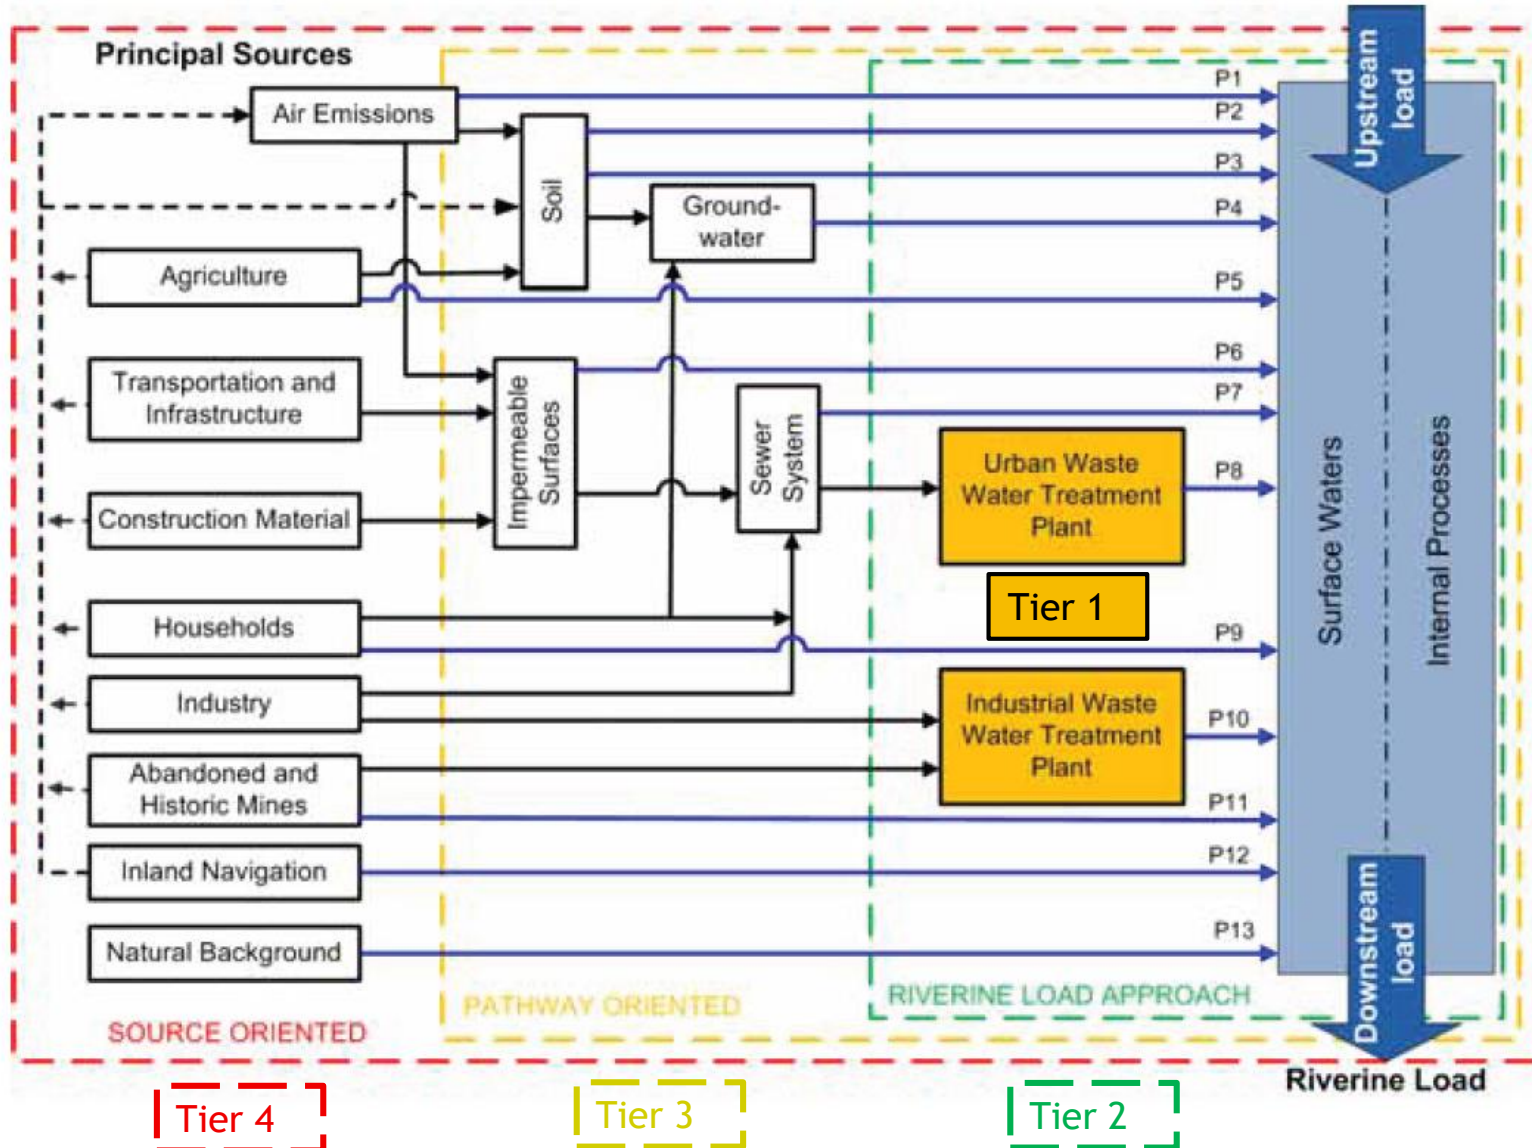 Principal Sources
Air Emissions
Agriculture
Transportation and
Infrastructure
Construction Material
Households
Industry
Abandoned and
Historic Mines
Inland Navigation
Natural Background
SOURCE ORIENTED
Soil
Ground-
water
Impermeable
Surfaces
Sewer
System
PATHWAY ORIENTED
Urban Waste
Water Treatment
Plant
Tier 1
Industrial Waste
Water Treatment
Plant
RIVERINE LOAD APPROACH
P1
P2
P3
P4
P5
P6
P7
P8
P9
P10
P11
P12
P13
Upstream
load
Surface Waters
Internal Processes
Downstream
load
Riverine Load
Tier 4
Tier 3
Tier 2